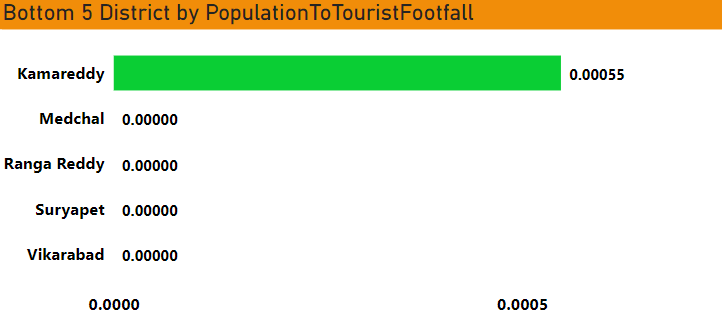 Bottom 5 District by PopulationToTouristFootfall
Kamareddy 0.00055
Medchal 0.00000
Ranga Reddy 0.00000
Suryapet 0.00000
Vikarabad 0.00000
0.0000 0.0005